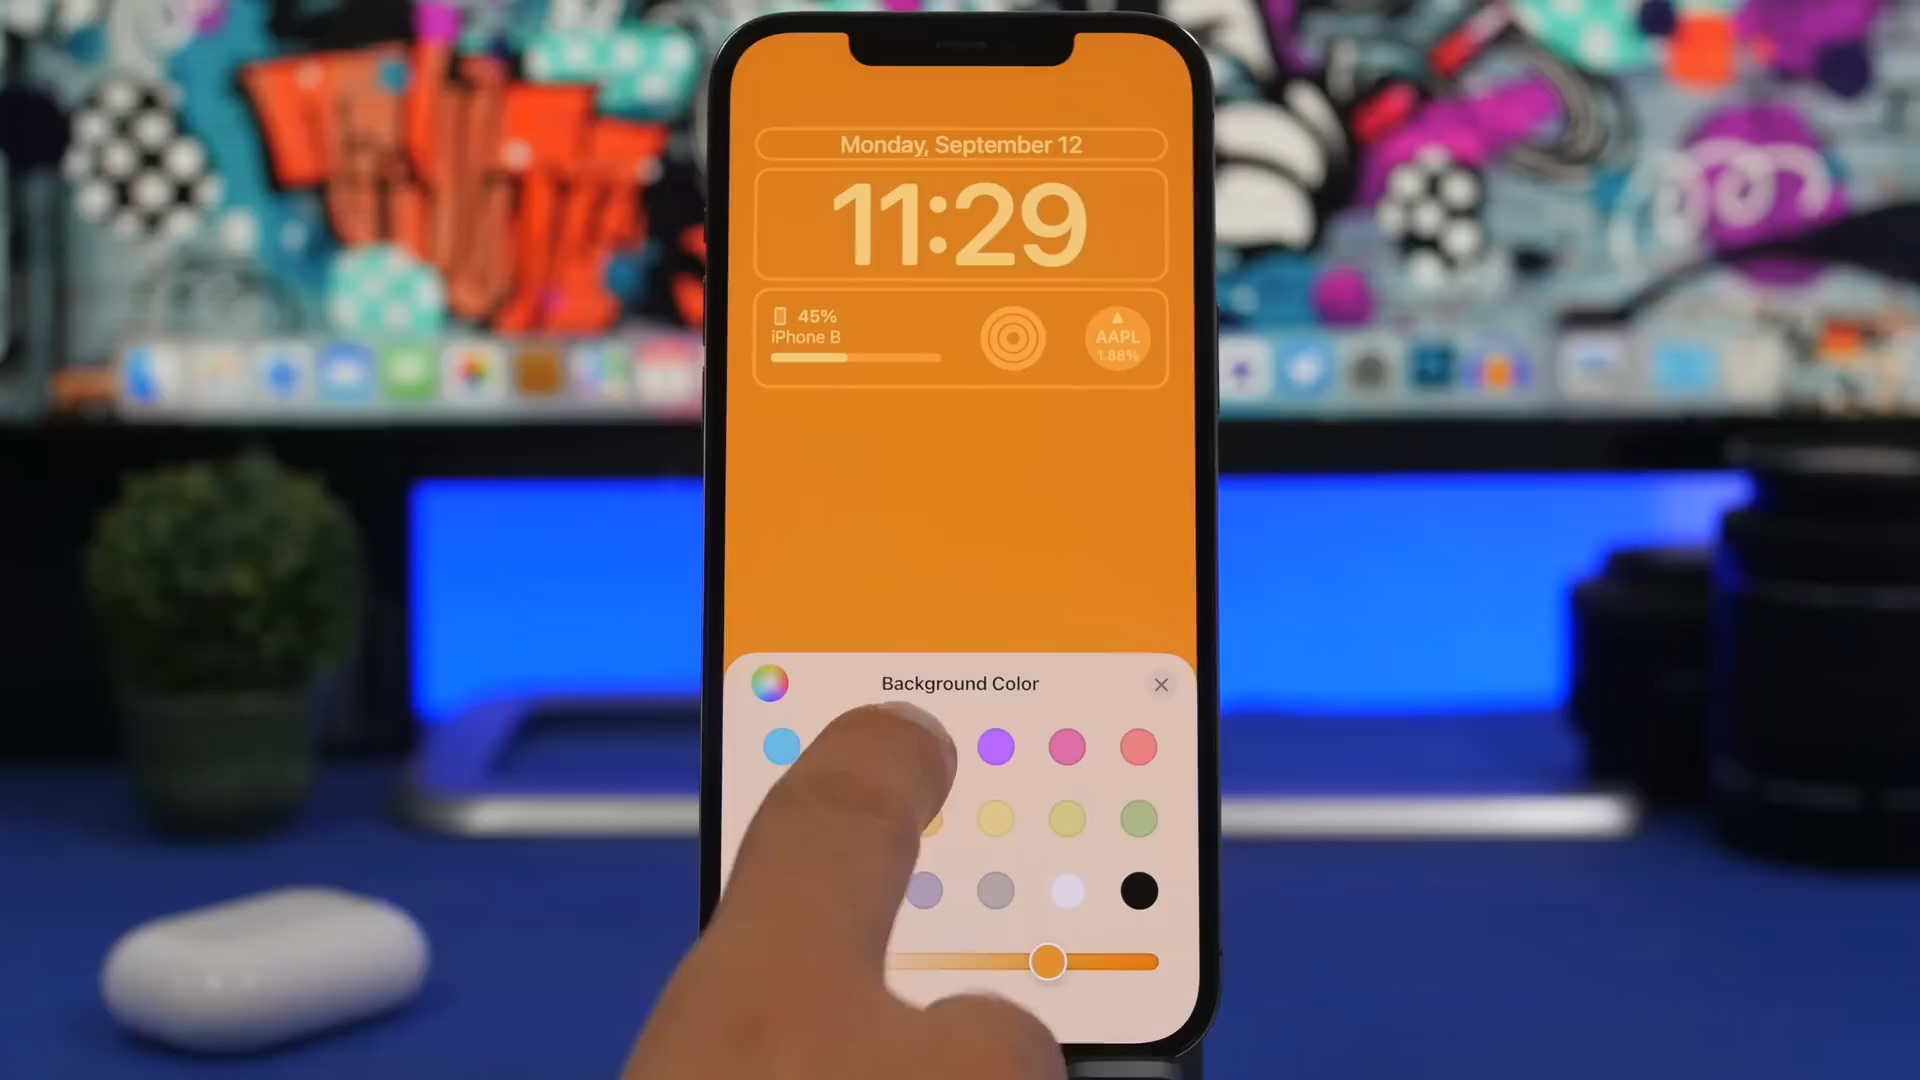 Monday, September 12
11:29
45%
iPhone B
AAPL
1.88%
Background Color